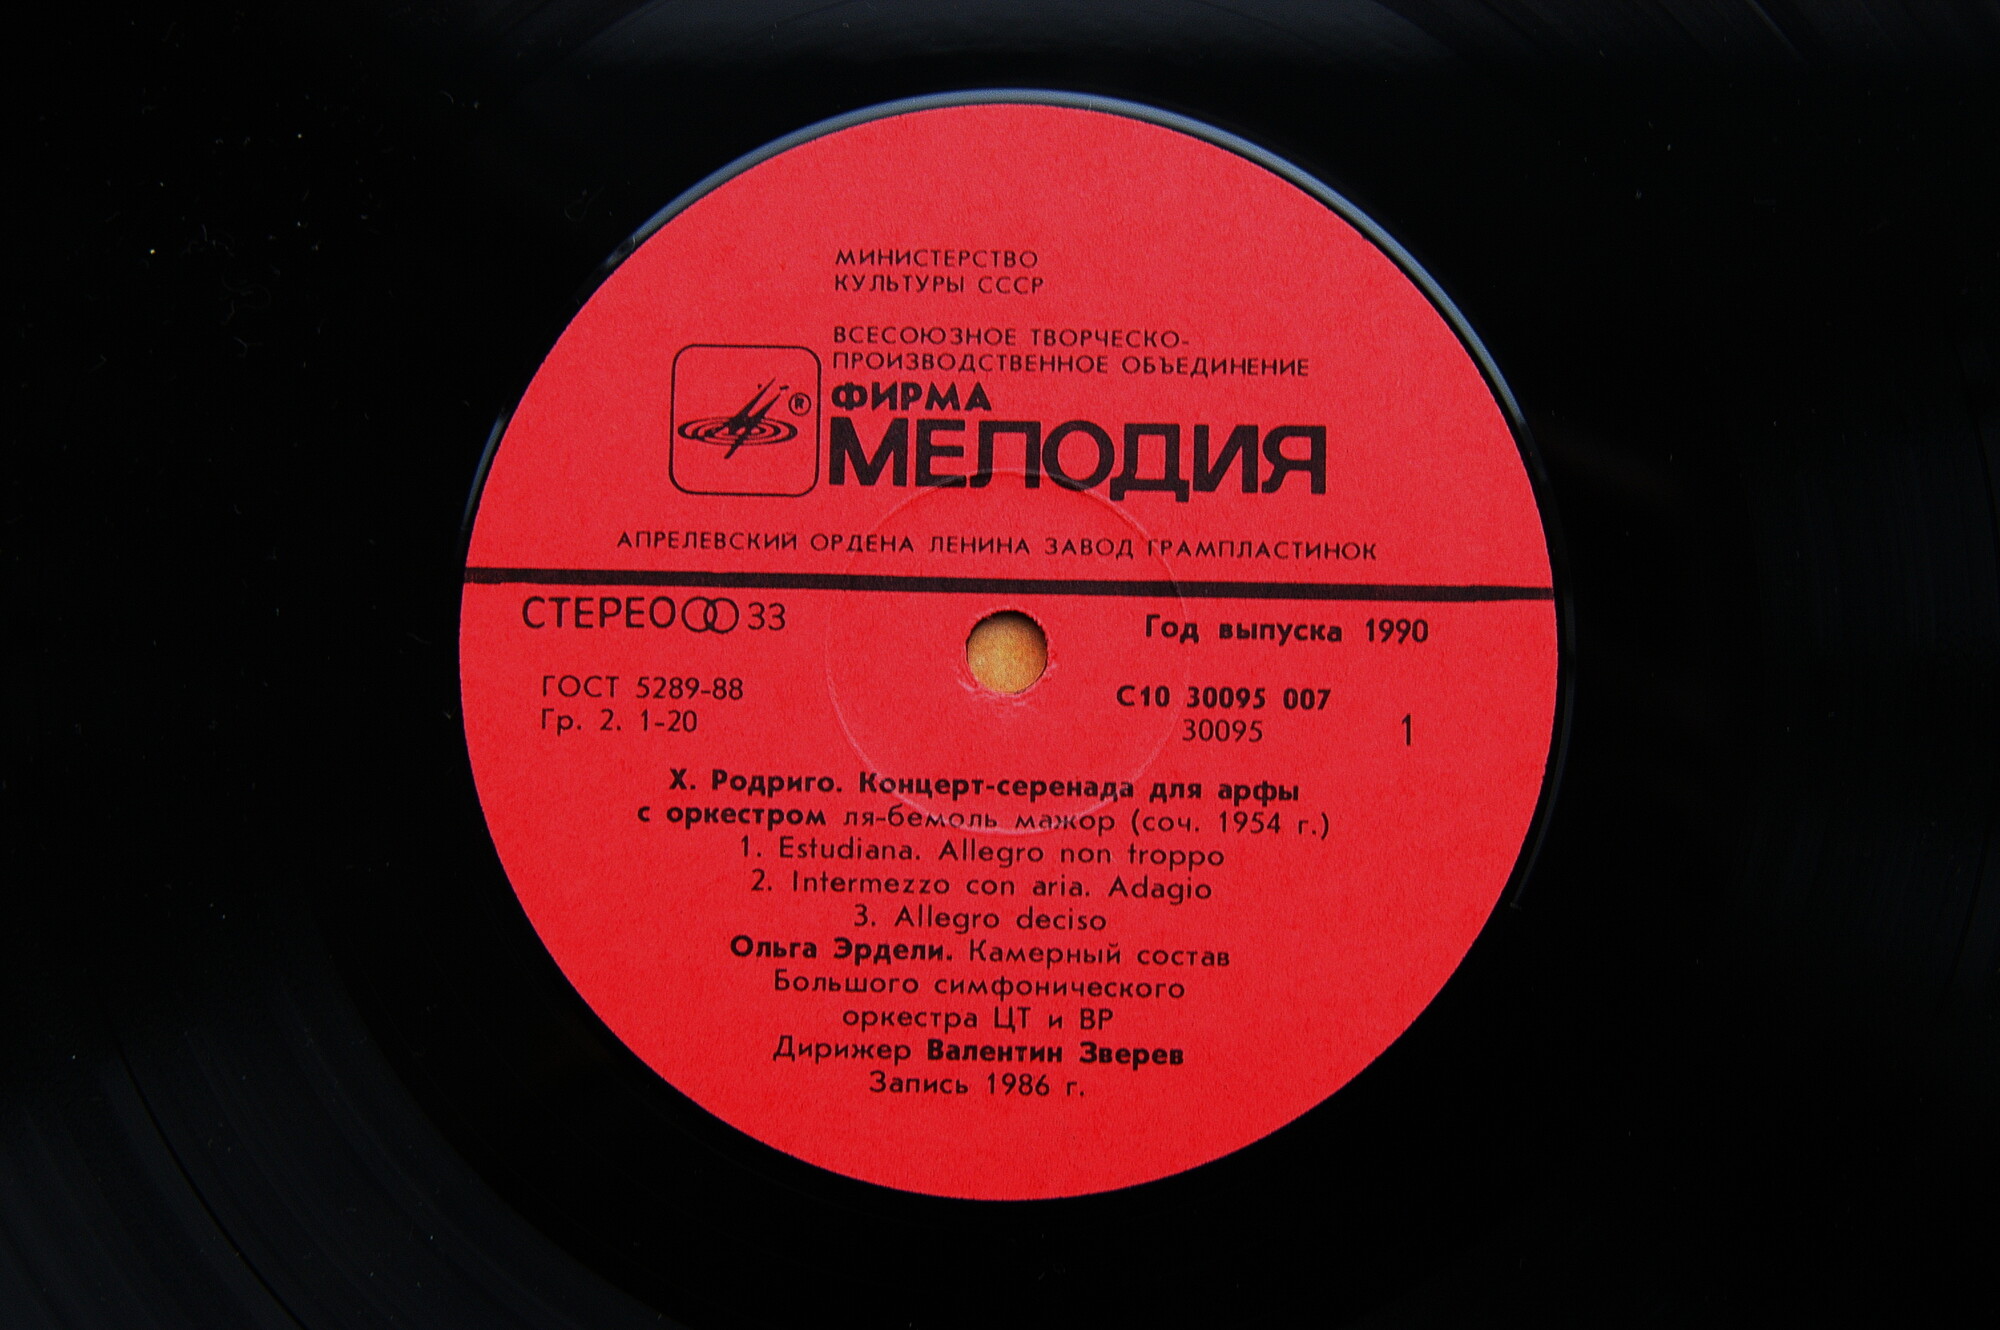 МИНИСТЕРСТВО
КУЛЬТУРЫ СССР
ВСЕСОЮЗНОЕ ТВОРЧЕСКО-
ПРОИЗВОДСТВЕННОЕ ОБЪЕДИНЕНИЕ
ФИРМА
®
МЕЛОДИЯ
АПРЕЛЕВСКИЙ ОРДЕНА ЛЕНИНА ЗАВОД ГРАМПЛАСТИНОК
СТЕРЕО 33
Год выпуска 1990
ГОСТ 5289-88
Гр. 2. 1-20
С10 30095 007
30095
1
Х. Родриго. Концерт-серенада для арфы
с оркестром ля-бемоль мажор (соч. 1954 г.)
1. Estudiana. Allegro non troppo
2. Intermezzo con aria. Adagio
3. Allegro deciso
Ольга Эрдели. Камерный состав
Большого симфонического
оркестра ЦТ и ВР
Дирижер Валентин Зверев
Запись 1986 г.